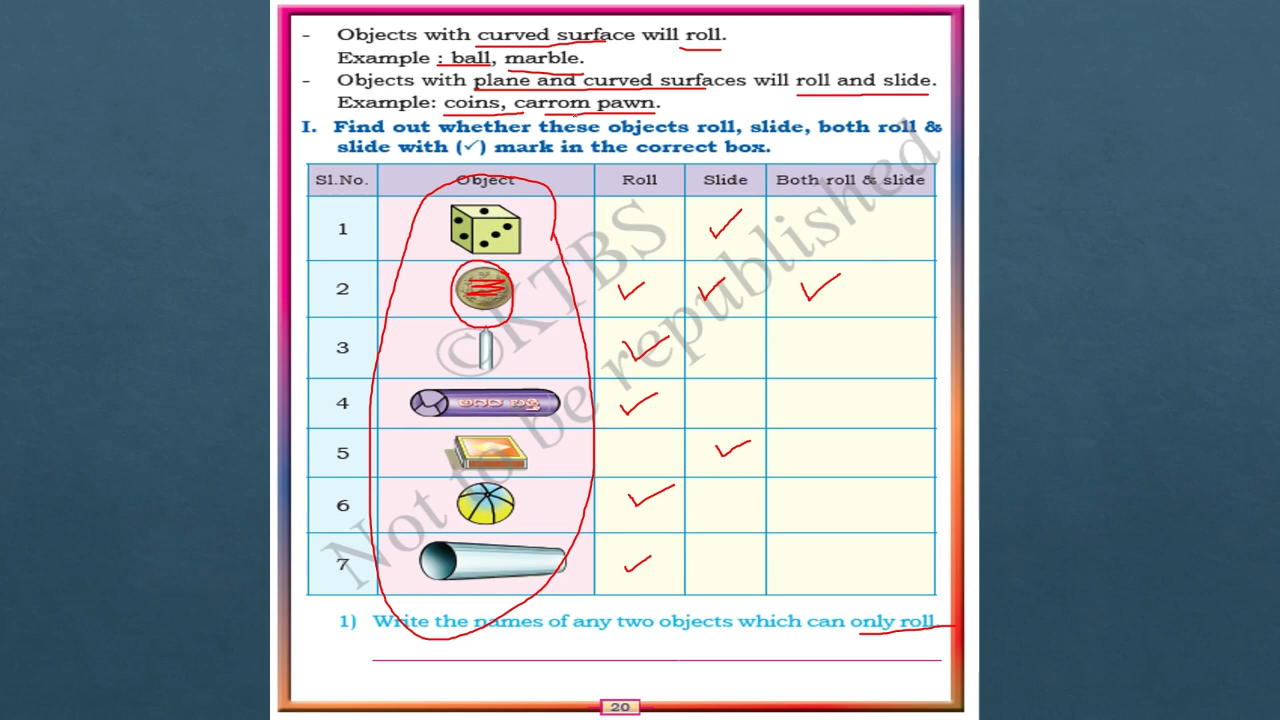 - Objects with curved surface will roll.
Example : ball, marble.
- Objects with plane and curved surfaces will roll and slide.
Example: coins, carrom pawn.
I. Find out whether these objects roll, slide, both roll &
slide with (✓) mark in the correct box.
Sl.No. Object Roll Slide Both roll & slide
1 ✓
2 ✓ ✓ ✓
3 ✓
4 ✓
5 ✓
6 ✓
7 ✓
©KTBS
Not to be republished
1) Write the names of any two objects which can only roll
20